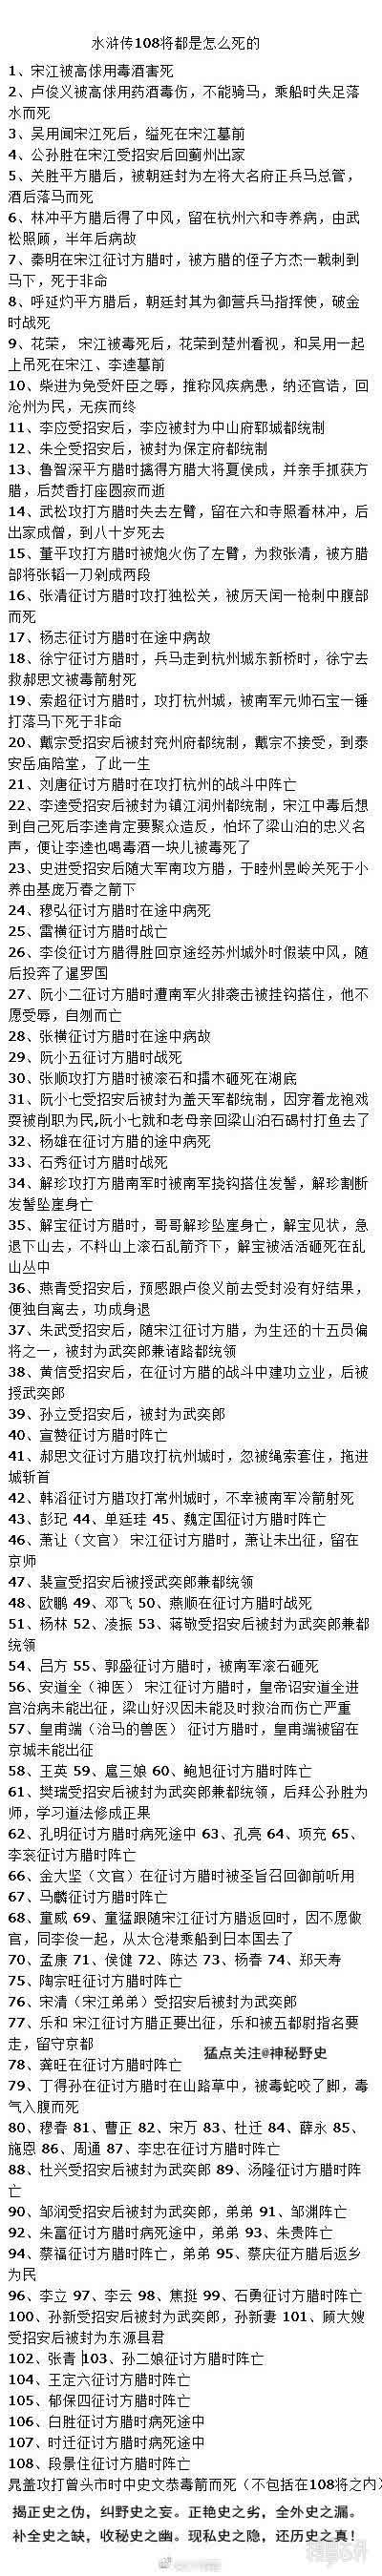 水浒传108将都是怎么死的
1、宋江被高俅用毒酒害死
2、卢俊义被高俅用药酒毒伤，不能骑马，乘船时失足落
水而死
3、吴用闻宋江死后，缢死在宋江墓前
4、公孙胜在宋江受招安后回蓟州出家
5、关胜平方腊后，被朝廷封为左将大名府正兵马总管，
酒后落马而死
6、林冲平方腊后得了中风，留在杭州六和寺养病，由武
松照顾，半年后病故
7、秦明在宋江征讨方腊时，被方腊的侄子方杰一戟刺到
马下，死于非命
8、呼延灼平方腊后，朝廷封其为御营兵马指挥使，破金
时战死
9、花荣， 宋江被毒死后，花荣到楚州看视，和吴用一起
上吊死在宋江、李逵墓前
10、柴进为免受奸臣之辱，推称风疾病患，纳还官诰，回
沧州为民，无疾而终
11、李应受招安后，李应被封为中山府郓城都统制
12、朱仝受招安后，被封为保定府都统制
13、鲁智深平方腊时擒得方腊大将夏侯成，并亲手抓获方
腊，后焚香打座圆寂而逝
14、武松攻打方腊时失去左臂，留在六和寺照看林冲，后
出家成僧，到八十岁死去
15、董平攻打方腊时被炮火伤了左臂，为救张清，被方腊
部将张韬一刀剁成两段
16、张清征讨方腊时攻打独松关，被厉天闰一枪刺中腹部
而死
17、杨志征讨方腊时在途中病故
18、徐宁征讨方腊时，兵马走到杭州城东新桥时，徐宁去
救郝思文被毒箭射死
19、索超征讨方腊时，攻打杭州城，被南军元帅石宝一锤
打落马下死于非命
20、戴宗受招安后被封兖州府都统制，戴宗不接受，到泰
安岳庙陪堂，了此一生
21、刘唐征讨方腊时在攻打杭州的战斗中阵亡
22、李逵受招安后被封为镇江润州都统制，宋江中毒后想
到自己死后李逵肯定要聚众造反，怕坏了梁山泊的忠义名
声，便让李逵也喝毒酒一块儿被毒死了
23、史进受招安后随大军南攻方腊，于睦州昱岭关死于小
养由基庞万春之箭下
24、穆弘征讨方腊时在途中病死
25、雷横征讨方腊时战亡
26、李俊征讨方腊得胜回京途经苏州城外时假装中风，随
后投奔了暹罗国
27、阮小二征讨方腊时遭南军火排袭击被挂钩搭住，他不
愿受辱，自刎而亡
28、张横征讨方腊时在途中病故
29、阮小五征讨方腊时战死
30、张顺攻打方腊时被滚石和擂木砸死在湖底
31、阮小七受招安后被封为盖天军都统制，因穿着龙袍戏
耍被削职为民,阮小七就和老母亲回梁山泊石碣村打鱼去了
32、杨雄在征讨方腊的途中病死
33、石秀征讨方腊时战死
34、解珍攻打方腊南军时被南军挠钩搭住发髻，解珍割断
发髻坠崖身亡
35、解宝征讨方腊时，哥哥解珍坠崖身亡，解宝见状，急
退下山去，不料山上滚石乱箭齐下，解宝被活活砸死在乱
山丛中
36、燕青受招安后，预感跟卢俊义前去受封没有好结果，
便独自离去，功成身退
37、朱武受招安后，随宋江征讨方腊，为生还的十五员偏
将之一，被封为武奕郎兼诸路都统领
38、黄信受招安后，在征讨方腊的战斗中建功立业，后被
授武奕郎
39、孙立受招安后，被封为武奕郎
40、宣赞征讨方腊时阵亡
41、郝思文征讨方腊攻打杭州城时，忽被绳索套住，拖进
城斩首
42、韩滔征讨方腊攻打常州城时，不幸被南军冷箭射死
43、彭玘 44、单廷珪 45、魏定国征讨方腊时阵亡
46、萧让（文官） 宋江征讨方腊时，萧让未出征，留在
京师
47、裴宣受招安后被授武奕郎兼都统领
48、欧鹏 49、邓飞 50、燕顺在征讨方腊时战死
51、杨林 52、凌振 53、蒋敬受招安后被封为武奕郎兼都
统领
54、吕方 55、郭盛征讨方腊时，被南军滚石砸死
56、安道全（神医） 宋江征讨方腊时，皇帝诏安道全进
宫治病未能出征，梁山好汉因未能及时救治而伤亡严重
57、皇甫端（治马的兽医） 征讨方腊时，皇甫端被留在
京城未能出征
58、王英 59、扈三娘 60、鲍旭征讨方腊时阵亡
61、樊瑞受招安后被封为武奕郎兼都统领，后拜公孙胜为
师，学习道法修成正果
62、孔明征讨方腊时病死途中 63、孔亮 64、项充 65、
李衮征讨方腊时阵亡
66、金大坚（文官）在征讨方腊时被圣旨召回御前听用
67、马麟征讨方腊时阵亡
68、童威 69、童猛跟随宋江征讨方腊返回时，因不愿做
官，同李俊一起，从太仓港乘船到日本国去了
70、孟康 71、侯健 72、陈达 73、杨春 74、郑天寿
75、陶宗旺征讨方腊时阵亡
76、宋清（宋江弟弟）受招安后被封为武奕郎
77、乐和 宋江征讨方腊正要出征，乐和被五都尉指名要
走，留守京都
猛点关注@神秘野史
78、龚旺在征讨方腊时阵亡
79、丁得孙在征讨方腊时在山路草中，被毒蛇咬了脚，毒
气入腹而死
80、穆春 81、曹正 82、宋万 83、杜迁 84、薛永 85、
施恩 86、周通 87、李忠在征讨方腊时阵亡
88、杜兴受招安后被封为武奕郎 89、汤隆征讨方腊时阵
亡
90、邹润受招安后被封为武奕郎，弟弟 91、邹渊阵亡
92、朱富征讨方腊时病死途中，弟弟 93、朱贵阵亡
94、蔡福征讨方腊时阵亡，弟弟 95、蔡庆征方腊后返乡
为民
96、李立 97、李云 98、焦挺 99、石勇征讨方腊时阵亡
100、孙新受招安后被封为武奕郎，孙新妻 101、顾大嫂
受招安后被封为东源县君
102、张青 103、孙二娘征讨方腊时阵亡
104、王定六征讨方腊时阵亡
105、郁保四征讨方腊时阵亡
106、白胜征讨方腊时病死途中
107、时迁征讨方腊时病死途中
108、段景住征讨方腊时阵亡
晁盖攻打曾头市时中史文恭毒箭而死（不包括在108将之内）
揭正史之伪，纠野史之妄。正艳史之劣，全外史之漏。
补全史之缺，收秘史之幽。现私史之隐，还历史之真！